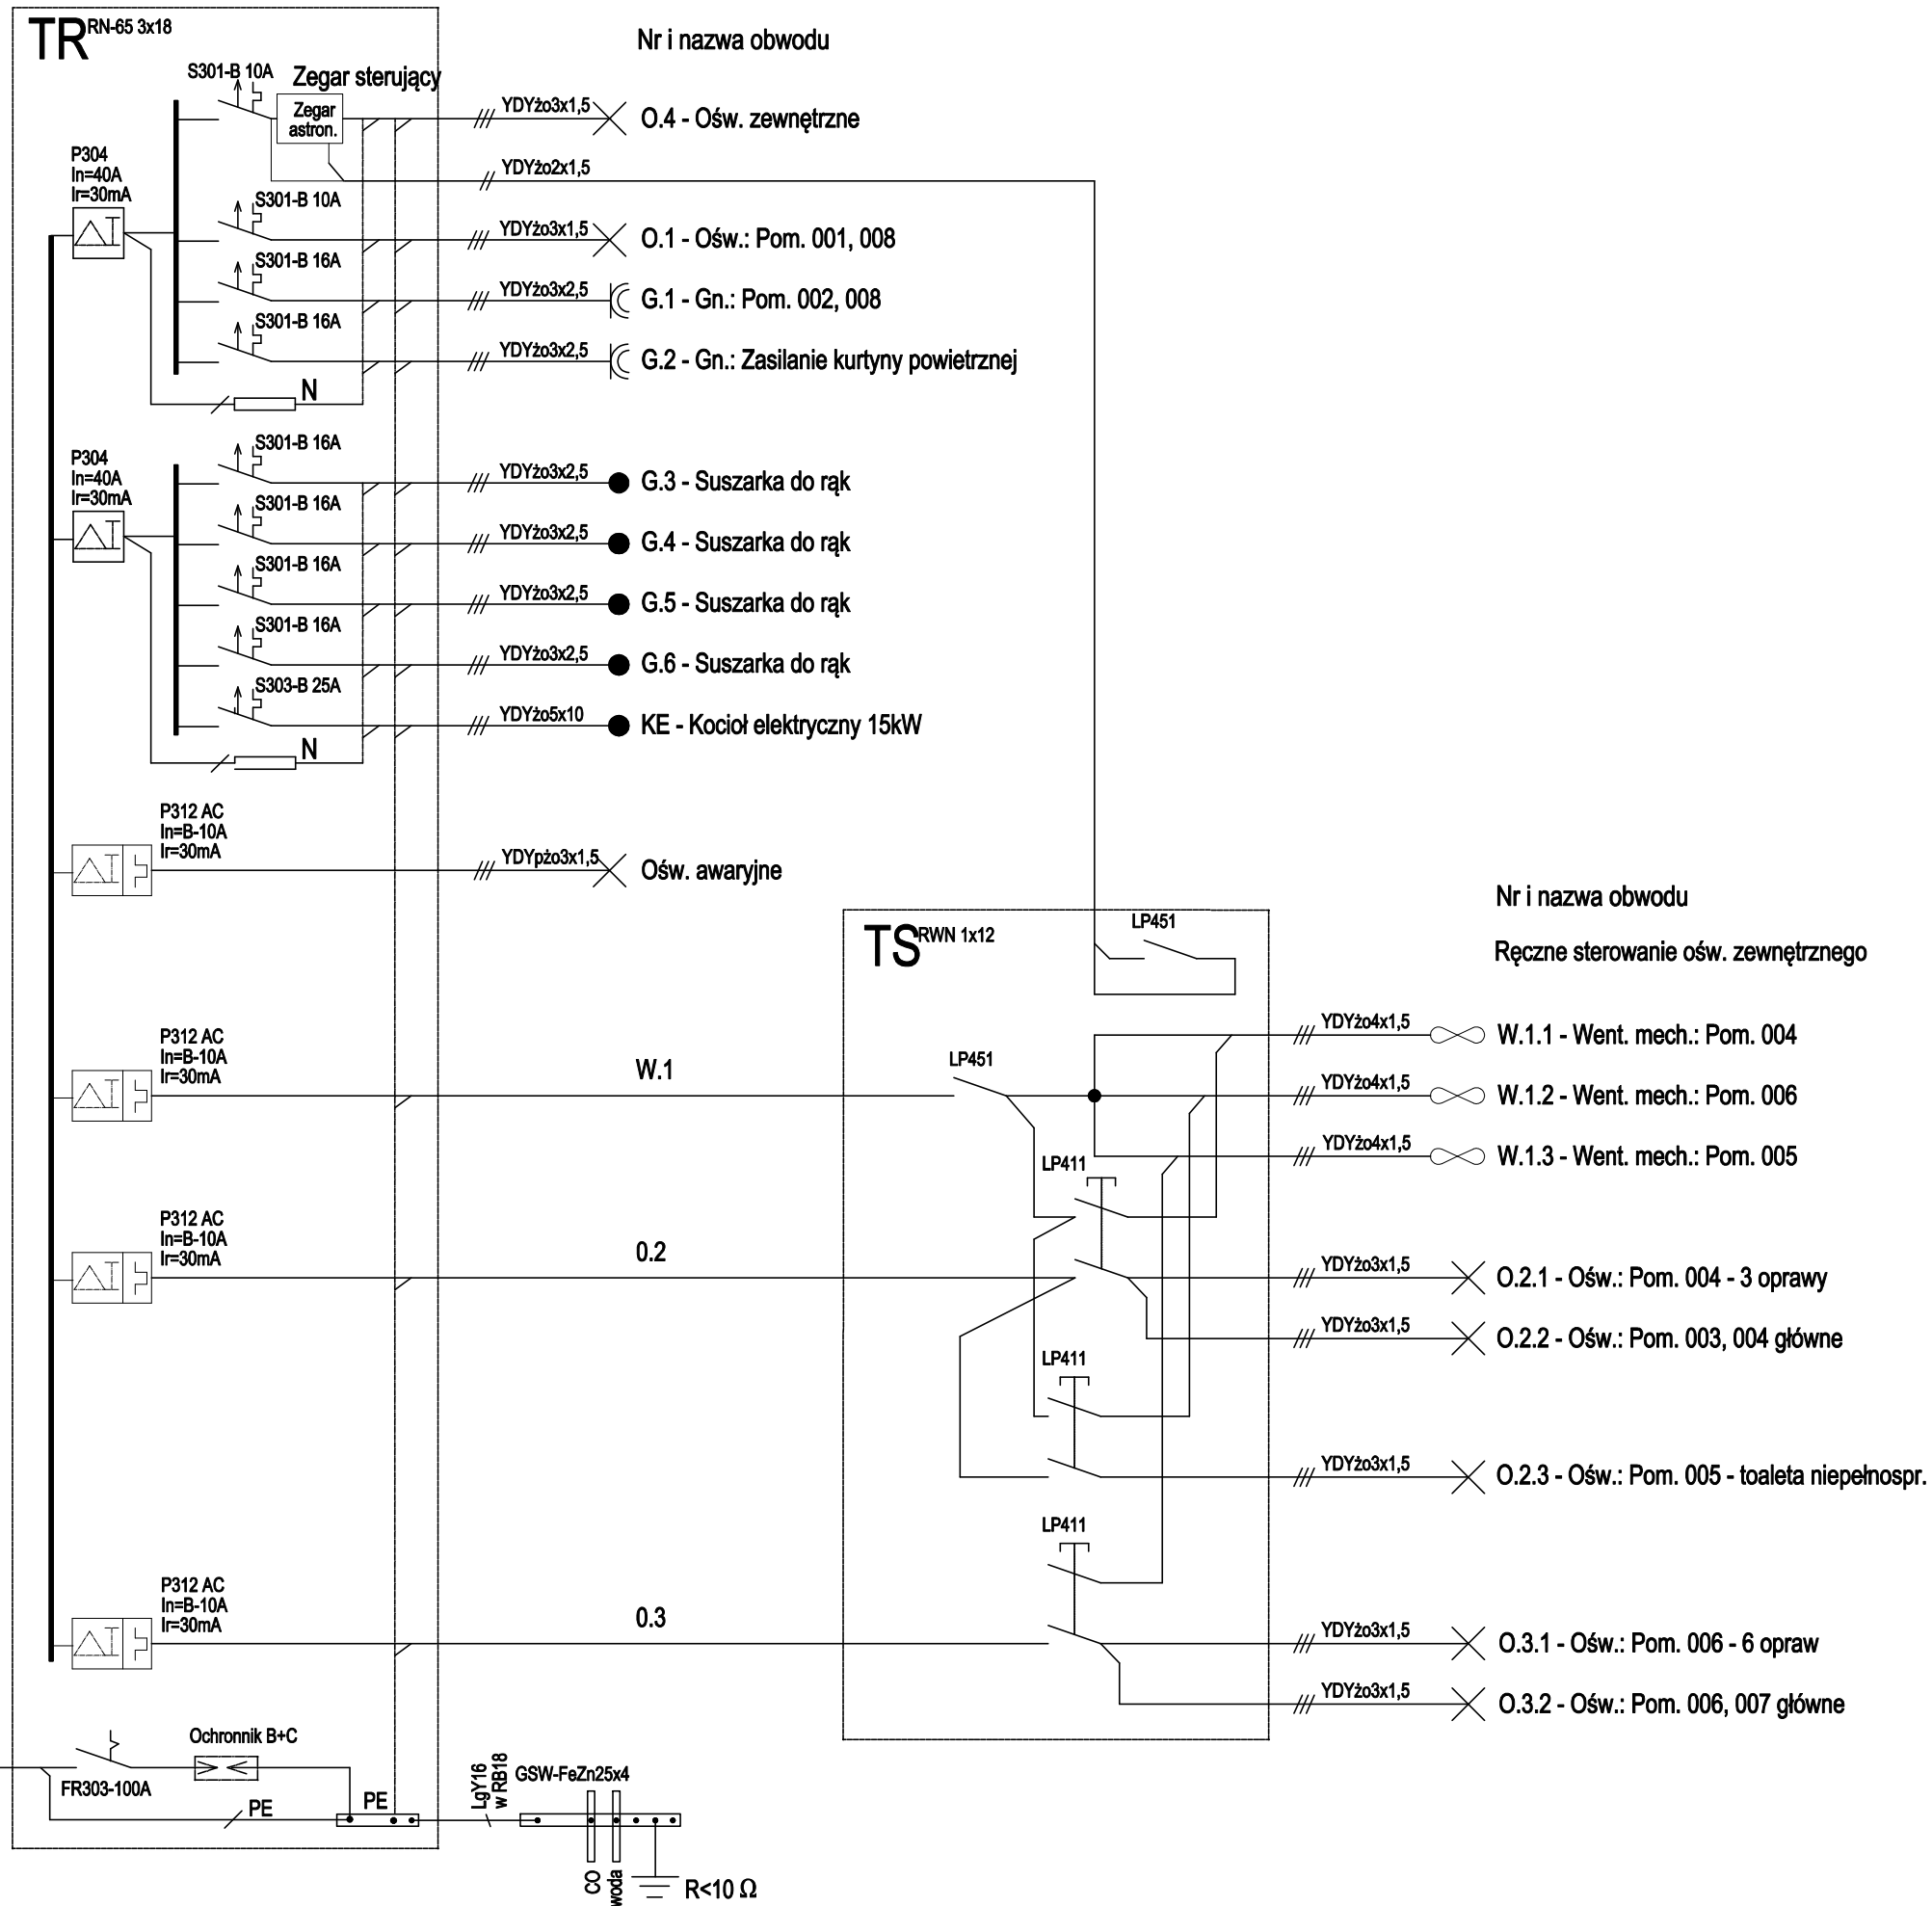 TR RN-65 3x18
Nr i nazwa obwodu
S301-B 10A
Zegar sterujący
Zegar
astron.
YDYżo3x1,5
O.4 - Ośw. zewnętrzne
P304
In=40A
Ir=30mA
YDYżo2x1,5
S301-B 10A
YDYżo3x1,5
O.1 - Ośw.: Pom. 001, 008
S301-B 16A
YDYżo3x2,5
G.1 - Gn.: Pom. 002, 008
S301-B 16A
YDYżo3x2,5
G.2 - Gn.: Zasilanie kurtyny powietrznej
N
P304
In=40A
Ir=30mA
S301-B 16A
YDYżo3x2,5
G.3 - Suszarka do rąk
S301-B 16A
YDYżo3x2,5
G.4 - Suszarka do rąk
S301-B 16A
YDYżo3x2,5
G.5 - Suszarka do rąk
S301-B 16A
YDYżo3x2,5
G.6 - Suszarka do rąk
S303-B 25A
YDYżo5x10
KE - Kocioł elektryczny 15kW
N
P312 AC
In=B-10A
Ir=30mA
YDYpżo3x1,5
Ośw. awaryjne
Nr i nazwa obwodu
TS RWN 1x12
LP451
Ręczne sterowanie ośw. zewnętrznego
P312 AC
In=B-10A
Ir=30mA
W.1
LP451
YDYżo4x1,5
W.1.1 - Went. mech.: Pom. 004
YDYżo4x1,5
W.1.2 - Went. mech.: Pom. 006
YDYżo4x1,5
W.1.3 - Went. mech.: Pom. 005
LP411
P312 AC
In=B-10A
Ir=30mA
0.2
YDYżo3x1,5
O.2.1 - Ośw.: Pom. 004 - 3 oprawy
YDYżo3x1,5
O.2.2 - Ośw.: Pom. 003, 004 główne
LP411
YDYżo3x1,5
O.2.3 - Ośw.: Pom. 005 - toaleta niepełnospr.
LP411
P312 AC
In=B-10A
Ir=30mA
0.3
YDYżo3x1,5
O.3.1 - Ośw.: Pom. 006 - 6 opraw
YDYżo3x1,5
O.3.2 - Ośw.: Pom. 006, 007 główne
Ochronnik B+C
FR303-100A
PE
PE
LgY16
w RB18
GSW-FeZn25x4
CO
woda
R<10 Ω